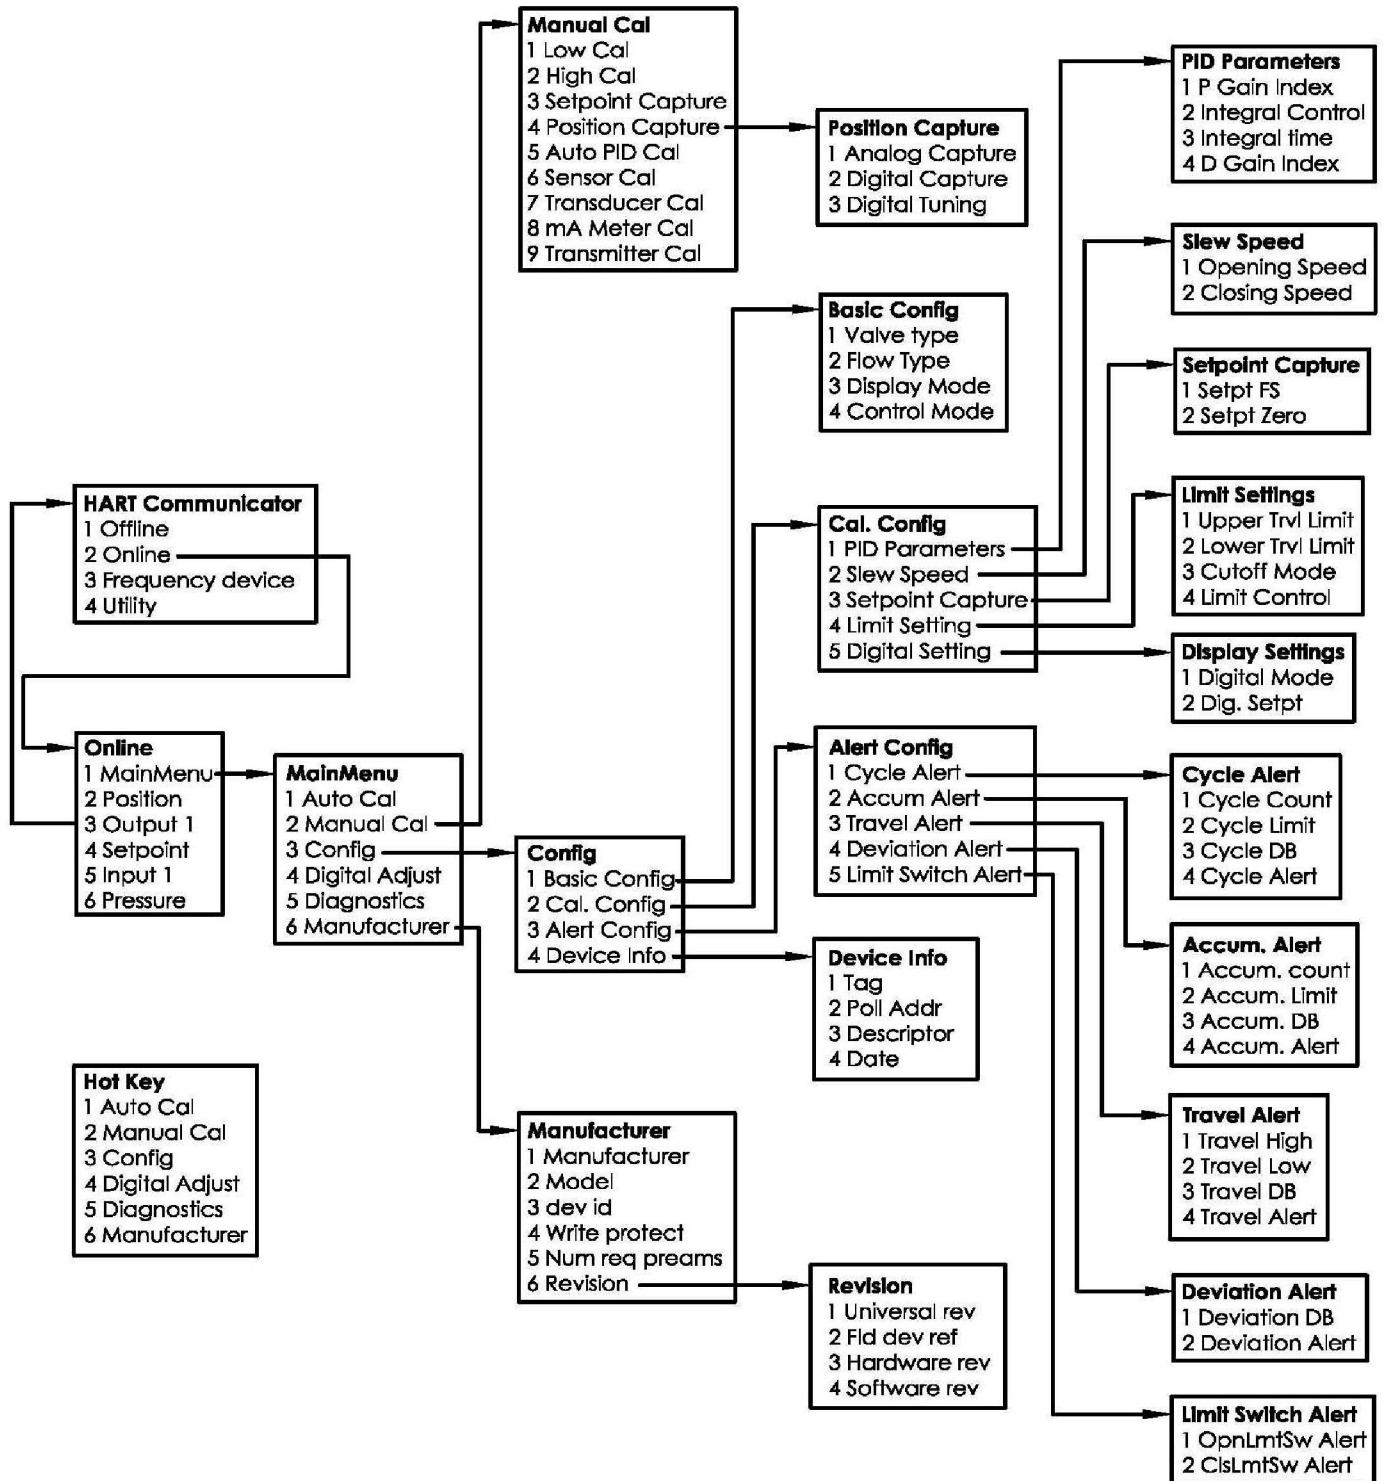 Manual Cal
1 Low Cal
2 High Cal
3 Setpoint Capture
4 Position Capture
5 Auto PID Cal
6 Sensor Cal
7 Transducer Cal
8 mA Meter Cal
9 Transmitter Cal
Position Capture
1 Analog Capture
2 Digital Capture
3 Digital Tuning
PID Parameters
1 P Gain Index
2 Integral Control
3 Integral time
4 D Gain Index
Slew Speed
1 Opening Speed
2 Closing Speed
Basic Config
1 Valve type
2 Flow Type
3 Display Mode
4 Control Mode
Setpoint Capture
1 Setpt FS
2 Setpt Zero
HART Communicator
1 Offline
2 Online
3 Frequency device
4 Utility
Cal. Config
1 PID Parameters
2 Slew Speed
3 Setpoint Capture
4 Limit Setting
5 Digital Setting
Limit Settings
1 Upper Trvl Limit
2 Lower Trvl Limit
3 Cutoff Mode
4 Limit Control
Display Settings
1 Digital Mode
2 Dig. Setpt
Online
1 MainMenu
2 Position
3 Output 1
4 Setpoint
5 Input 1
6 Pressure
MainMenu
1 Auto Cal
2 Manual Cal
3 Config
4 Digital Adjust
5 Diagnostics
6 Manufacturer
Config
1 Basic Config
2 Cal. Config
3 Alert Config
4 Device Info
Alert Config
1 Cycle Alert
2 Accum Alert
3 Travel Alert
4 Deviation Alert
5 Limit Switch Alert
Cycle Alert
1 Cycle Count
2 Cycle Limit
3 Cycle DB
4 Cycle Alert
Device Info
1 Tag
2 Poll Addr
3 Descriptor
4 Date
Accum. Alert
1 Accum. count
2 Accum. Limit
3 Accum. DB
4 Accum. Alert
Hot Key
1 Auto Cal
2 Manual Cal
3 Config
4 Digital Adjust
5 Diagnostics
6 Manufacturer
Manufacturer
1 Manufacturer
2 Model
3 dev id
4 Write protect
5 Num req preams
6 Revision
Travel Alert
1 Travel High
2 Travel Low
3 Travel DB
4 Travel Alert
Revision
1 Universal rev
2 Fld dev ref
3 Hardware rev
4 Software rev
Deviation Alert
1 Deviation DB
2 Deviation Alert
Limit Switch Alert
1 OpnLmtSw Alert
2 ClsLmtSw Alert